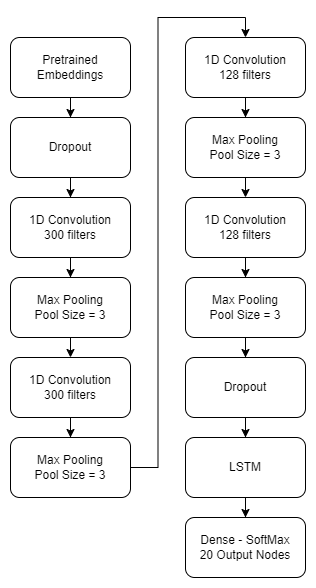 Pretrained
Embeddings
Dropout
1D Convolution
300 filters
Max Pooling
Pool Size = 3
1D Convolution
300 filters
Max Pooling
Pool Size = 3
1D Convolution
128 filters
Max Pooling
Pool Size = 3
1D Convolution
128 filters
Max Pooling
Pool Size = 3
Dropout
LSTM
Dense - SoftMax
20 Output Nodes